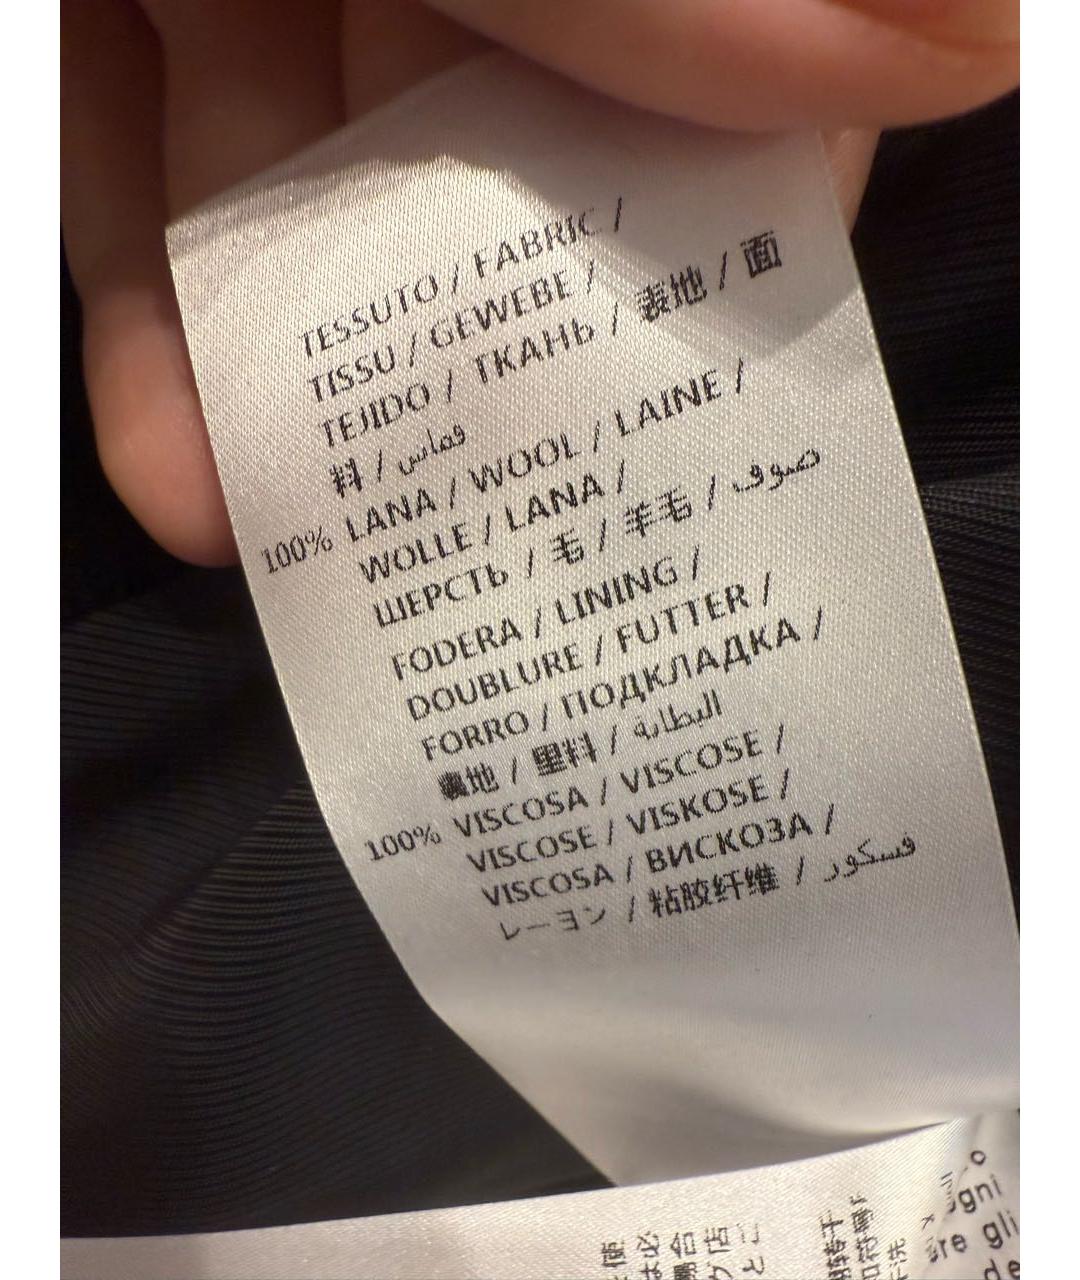 TESSUTO / FABRIC /
TISSU / GEWEBE /
TEJIDO / ТКАНЬ / 表地 / 面
料 / قماش
100% LANA / WOOL / LAINE /
WOLLE / LANA /
ШЕРСТЬ / 毛 / 羊毛 / صوف
FODERA / LINING /
DOUBLURE / FUTTER /
FORRO / ПОДКЛАДКА /
裏地 / 里料 / البطانة
100% VISCOSA / VISCOSE /
VISCOSE / VISKOSE /
VISCOSA / ВИСКОЗА /
レーヨン / 粘胶纤维 / فسكور